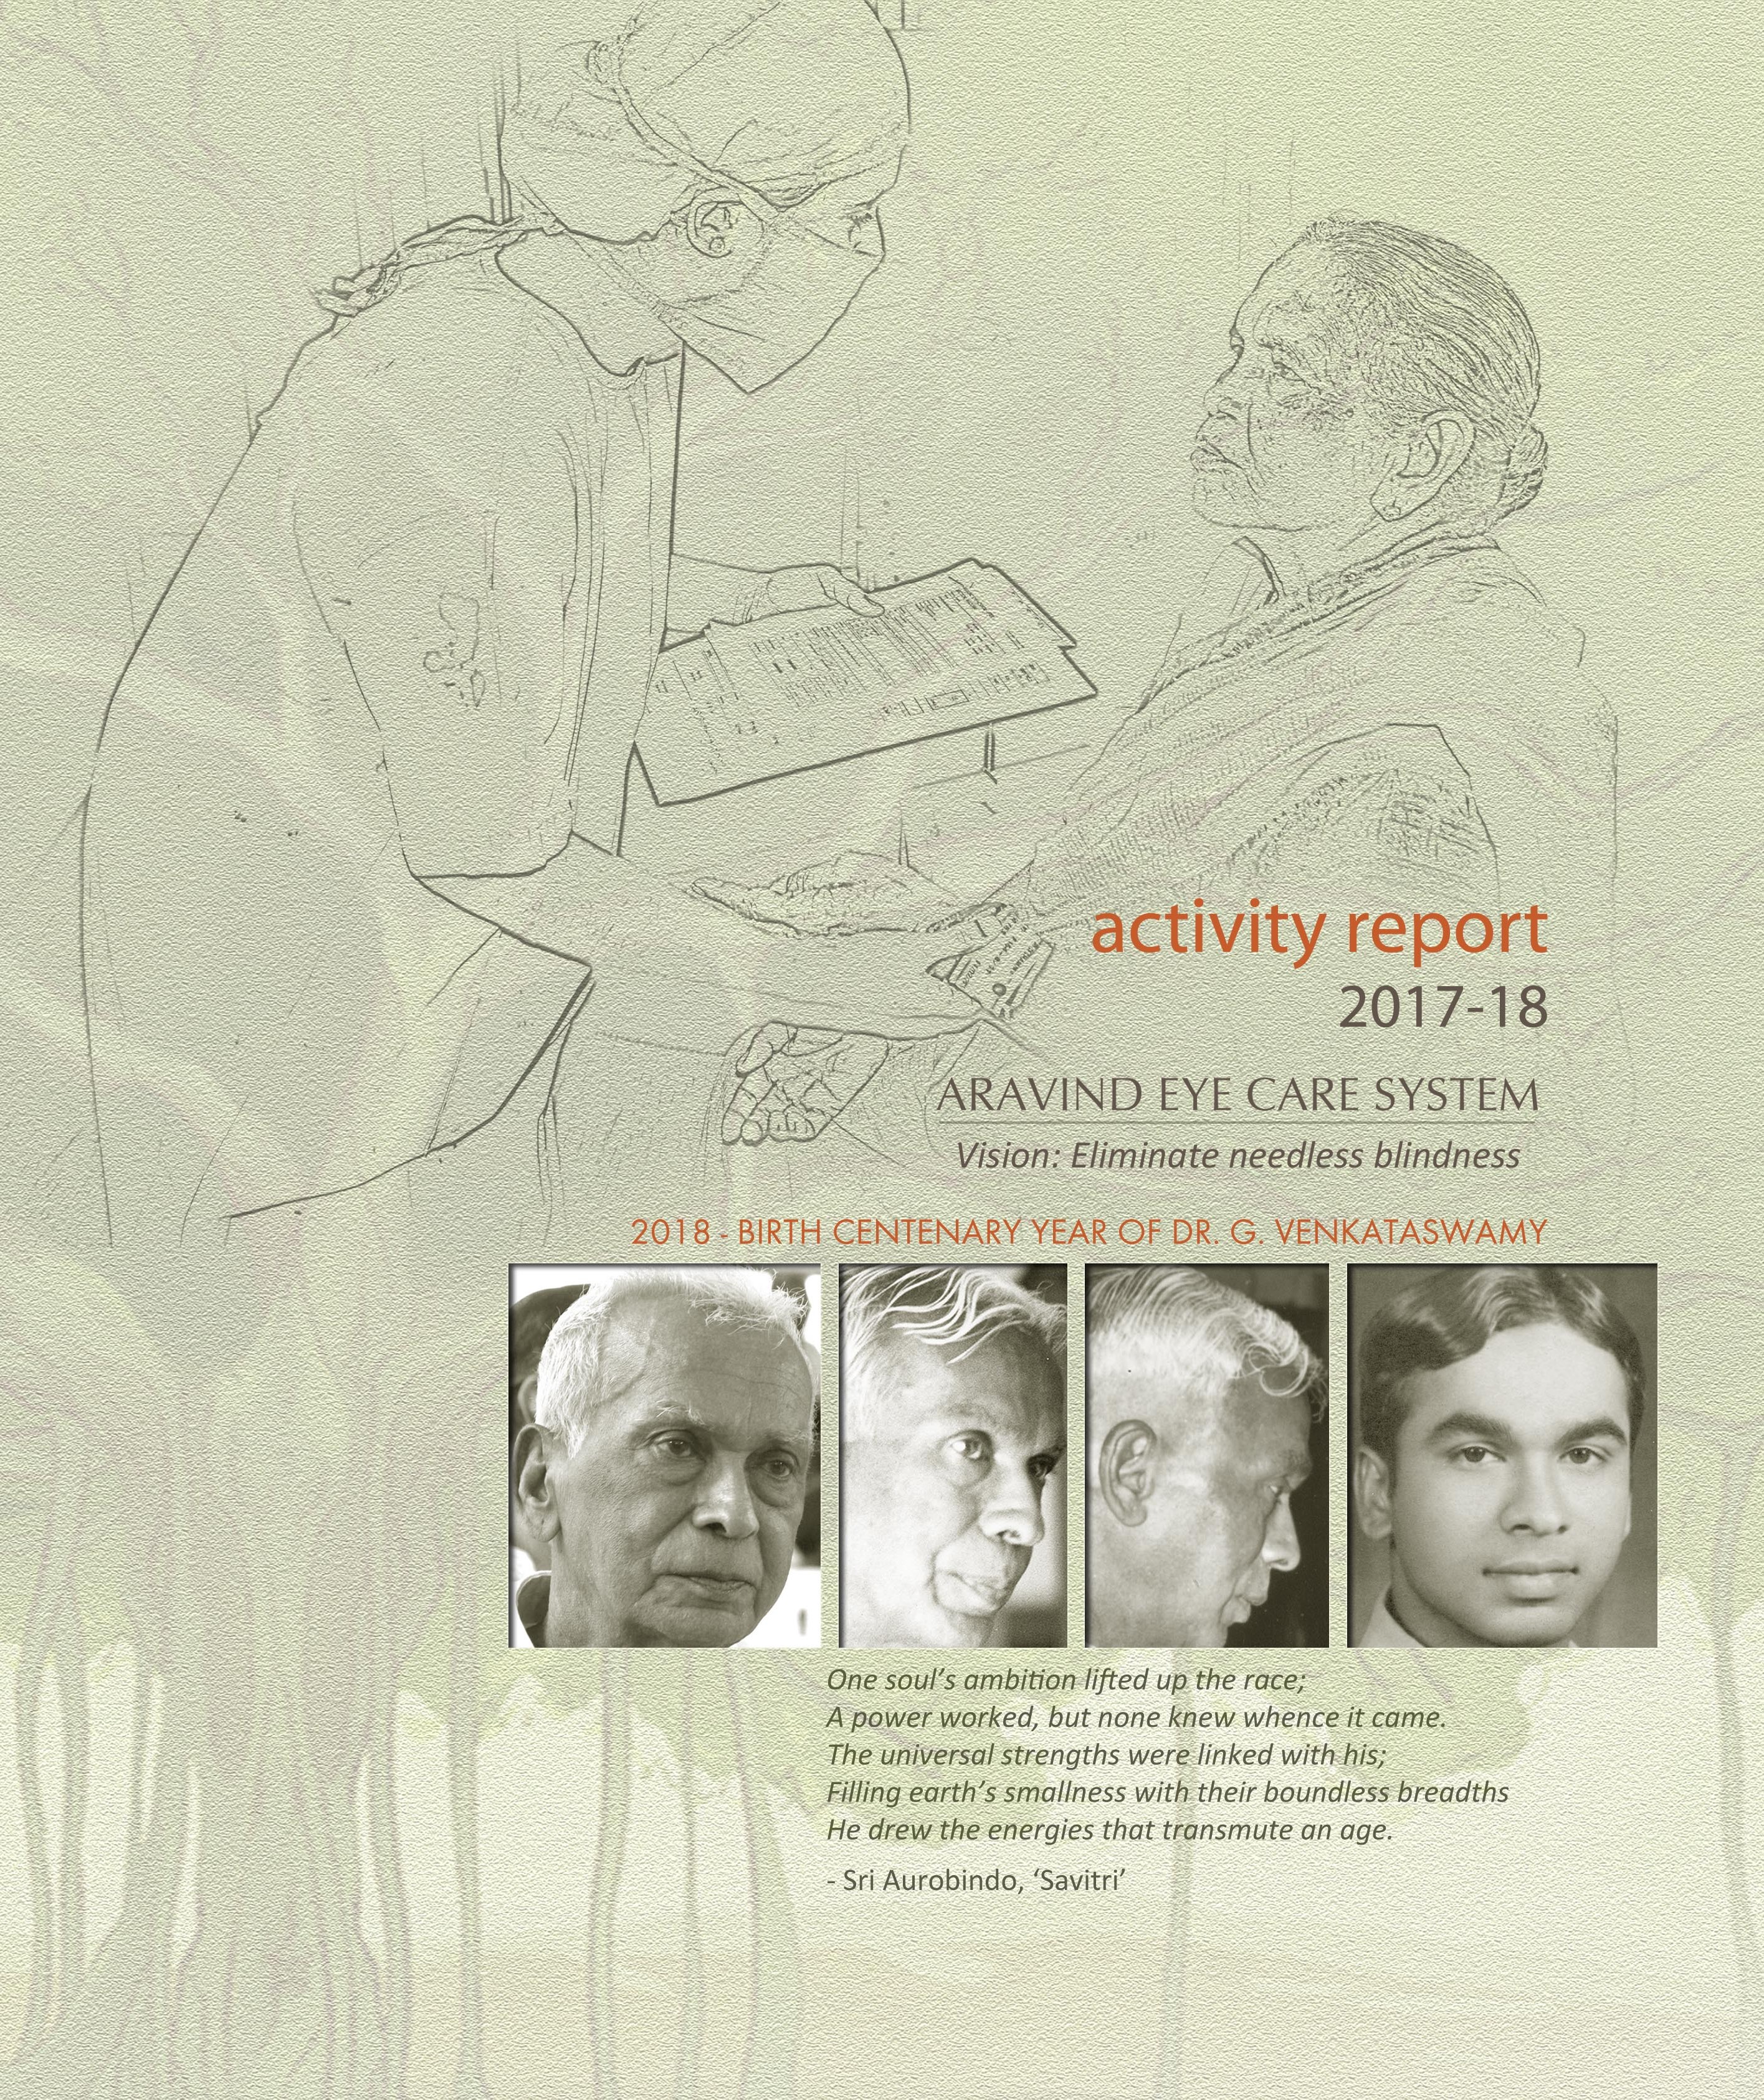 activity report
2017-18
ARAVIND EYE CARE SYSTEM
Vision: Eliminate needless blindness
2018 - BIRTH CENTENARY YEAR OF DR. G. VENKATASWAMY
One soul’s ambition lifted up the race;
A power worked, but none knew whence it came.
The universal strengths were linked with his;
Filling earth’s smallness with their boundless breadths
He drew the energies that transmute an age.
- Sri Aurobindo, ‘Savitri’